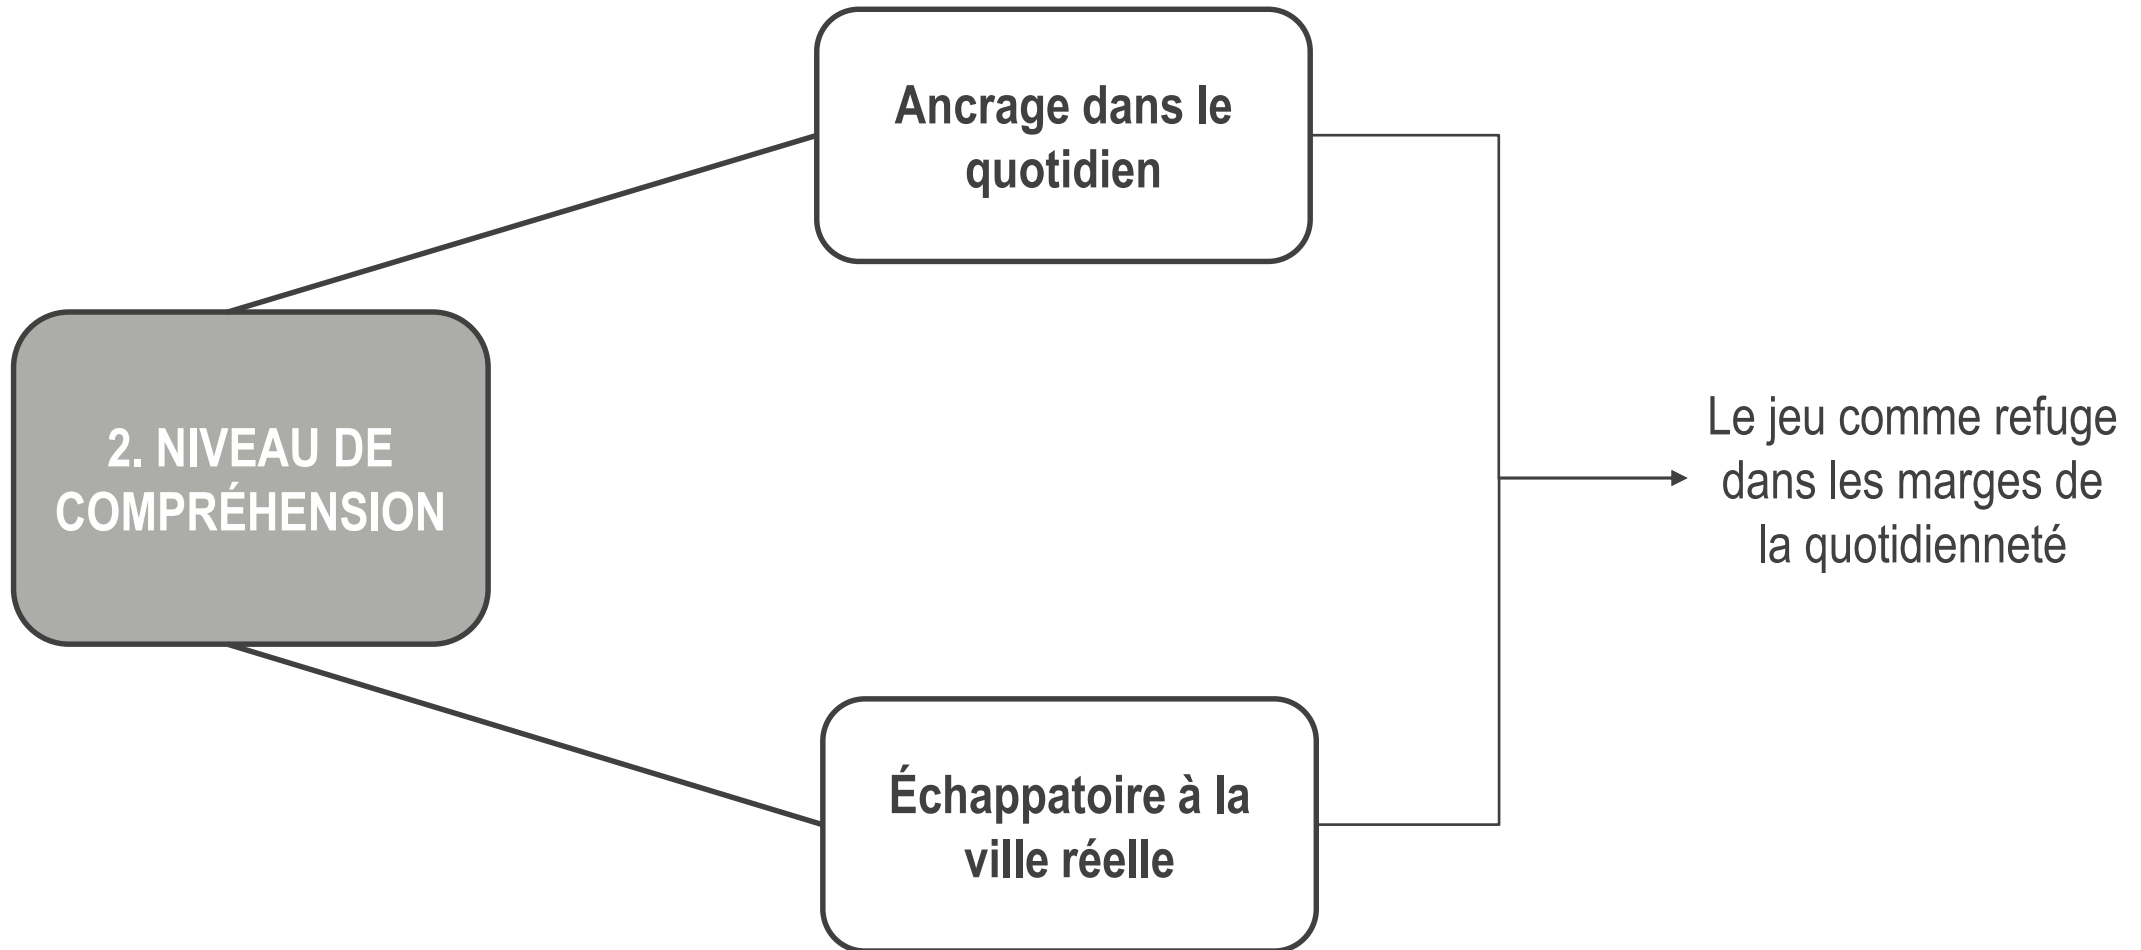 Ancrage dans le
quotidien
2. NIVEAU DE
COMPRÉHENSION
Le jeu comme refuge
dans les marges de
la quotidienneté
Échappatoire à la
ville réelle